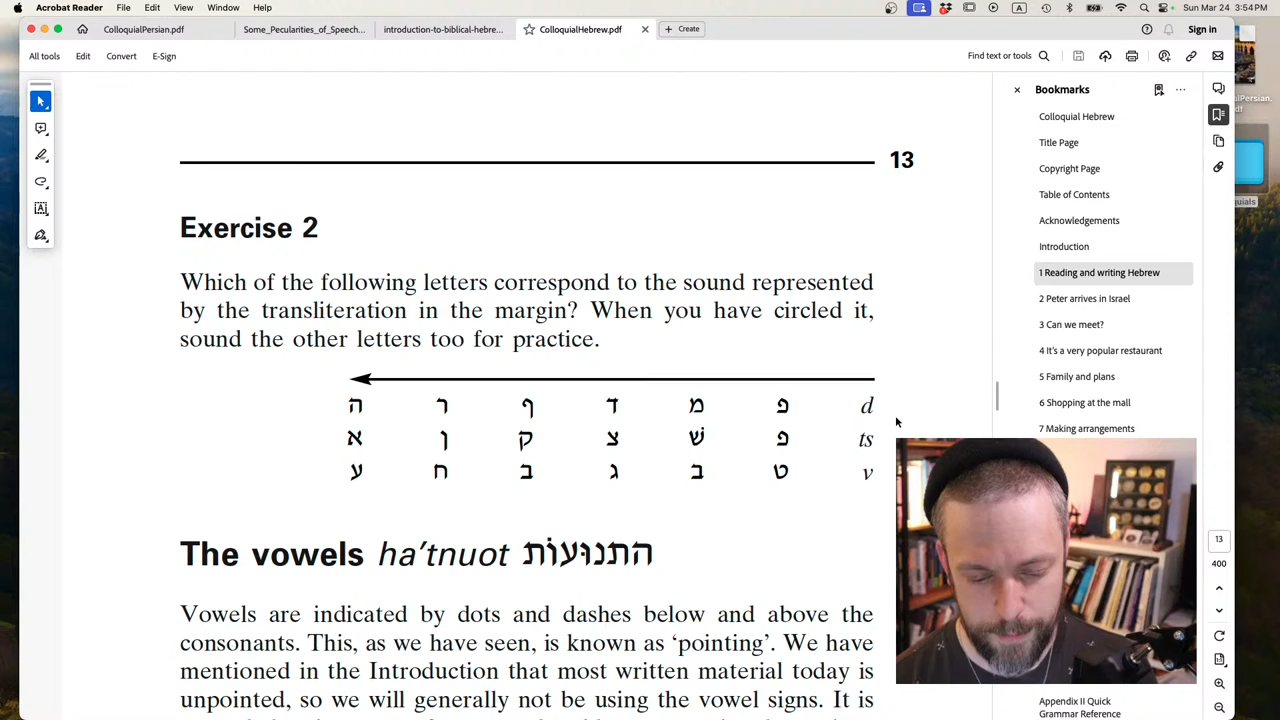 Acrobat Reader File Edit View Window Help Sun Mar 24 3:54 PM
ColloquialPersian.pdf Some_Pecularities_of_Speech... introduction-to-biblical-hebre... ColloquialHebrew.pdf Create Sign in
All tools Edit Convert E-Sign Find text or tools
13
Exercise 2
Which of the following letters correspond to the sound represented
by the transliteration in the margin? When you have circled it,
sound the other letters too for practice.
d פ מ ד ף ר ה
ts פ שׁ צ ק ן א
v ט ב ג ב ח ע
The vowels ha'tnuot התנוּעוֹת
Vowels are indicated by dots and dashes below and above the
consonants. This, as we have seen, is known as ‘pointing’. We have
mentioned in the Introduction that most written material today is
unpointed, so we will generally not be using the vowel signs. It is
Bookmarks
Colloquial Hebrew
Title Page
Copyright Page
Table of Contents
Acknowledgements
Introduction
1 Reading and writing Hebrew
2 Peter arrives in Israel
3 Can we meet?
4 It's a very popular restaurant
5 Family and plans
6 Shopping at the mall
7 Making arrangements
Appendix II Quick
Grammar Reference
13
400